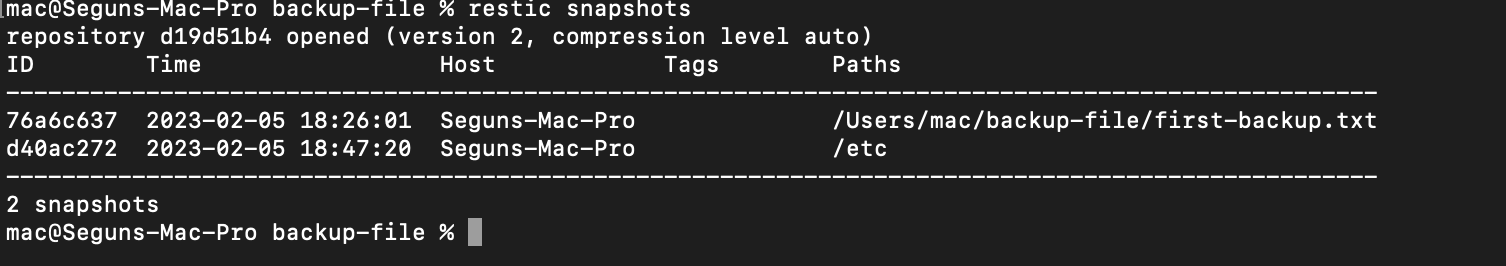 mac@Seguns-Mac-Pro backup-file % restic snapshots
repository d19d51b4 opened (version 2, compression level auto)
ID        Time                 Host            Tags        Paths
--------------------------------------------------------------------------------------------------
76a6c637  2023-02-05 18:26:01  Seguns-Mac-Pro              /Users/mac/backup-file/first-backup.txt
d40ac272  2023-02-05 18:47:20  Seguns-Mac-Pro              /etc
--------------------------------------------------------------------------------------------------
2 snapshots
mac@Seguns-Mac-Pro backup-file %